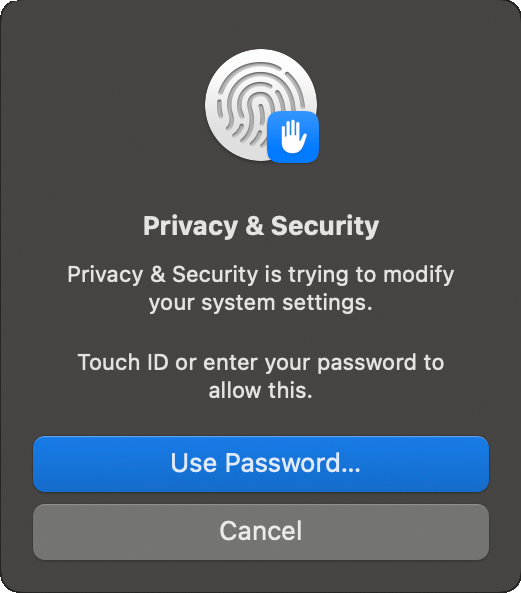 Privacy & Security
Privacy & Security is trying to modify
your system settings.
Touch ID or enter your password to
allow this.
Use Password...
Cancel